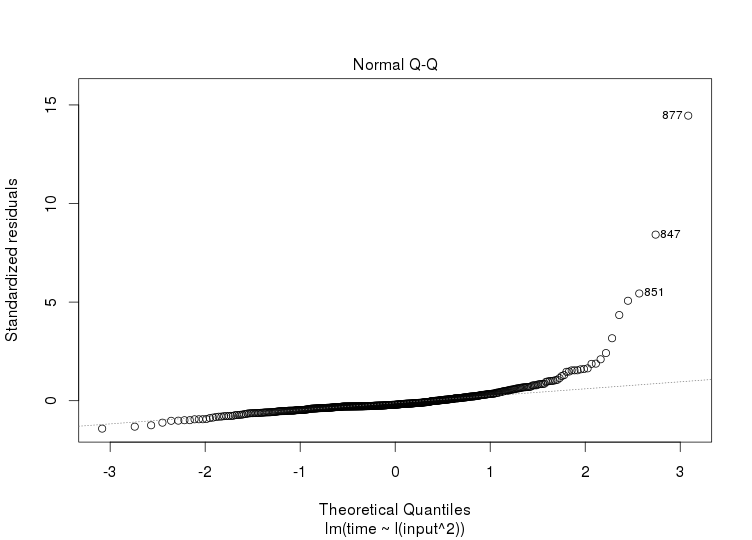 Normal Q-Q
15
10
5
0
Standardized residuals
877
847
851
-3 -2 -1 0 1 2 3
Theoretical Quantiles
lm(time ~ I(input^2))